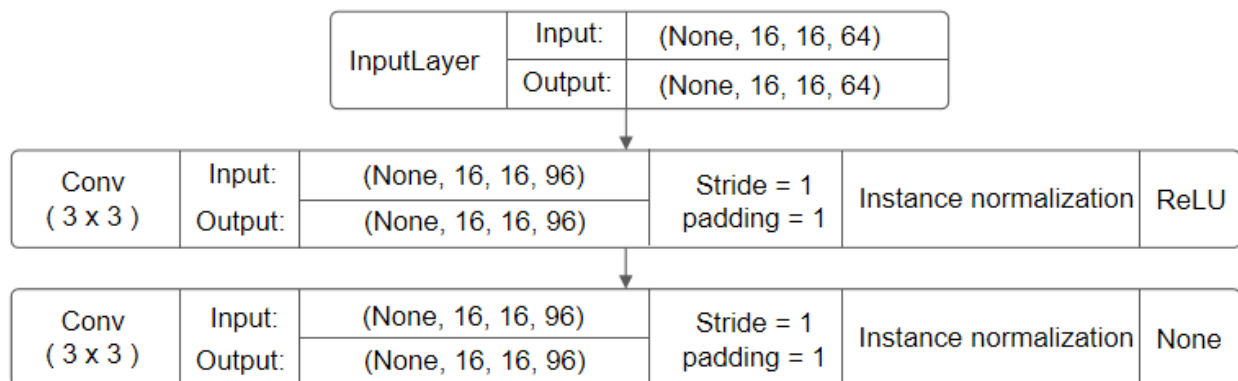 InputLayer
Input:
(None, 16, 16, 64)
Output:
(None, 16, 16, 64)
Conv
( 3 x 3 )
Input:
(None, 16, 16, 96)
Output:
(None, 16, 16, 96)
Stride = 1
padding = 1
Instance normalization
ReLU
Conv
( 3 x 3 )
Input:
(None, 16, 16, 96)
Output:
(None, 16, 16, 96)
Stride = 1
padding = 1
Instance normalization
None